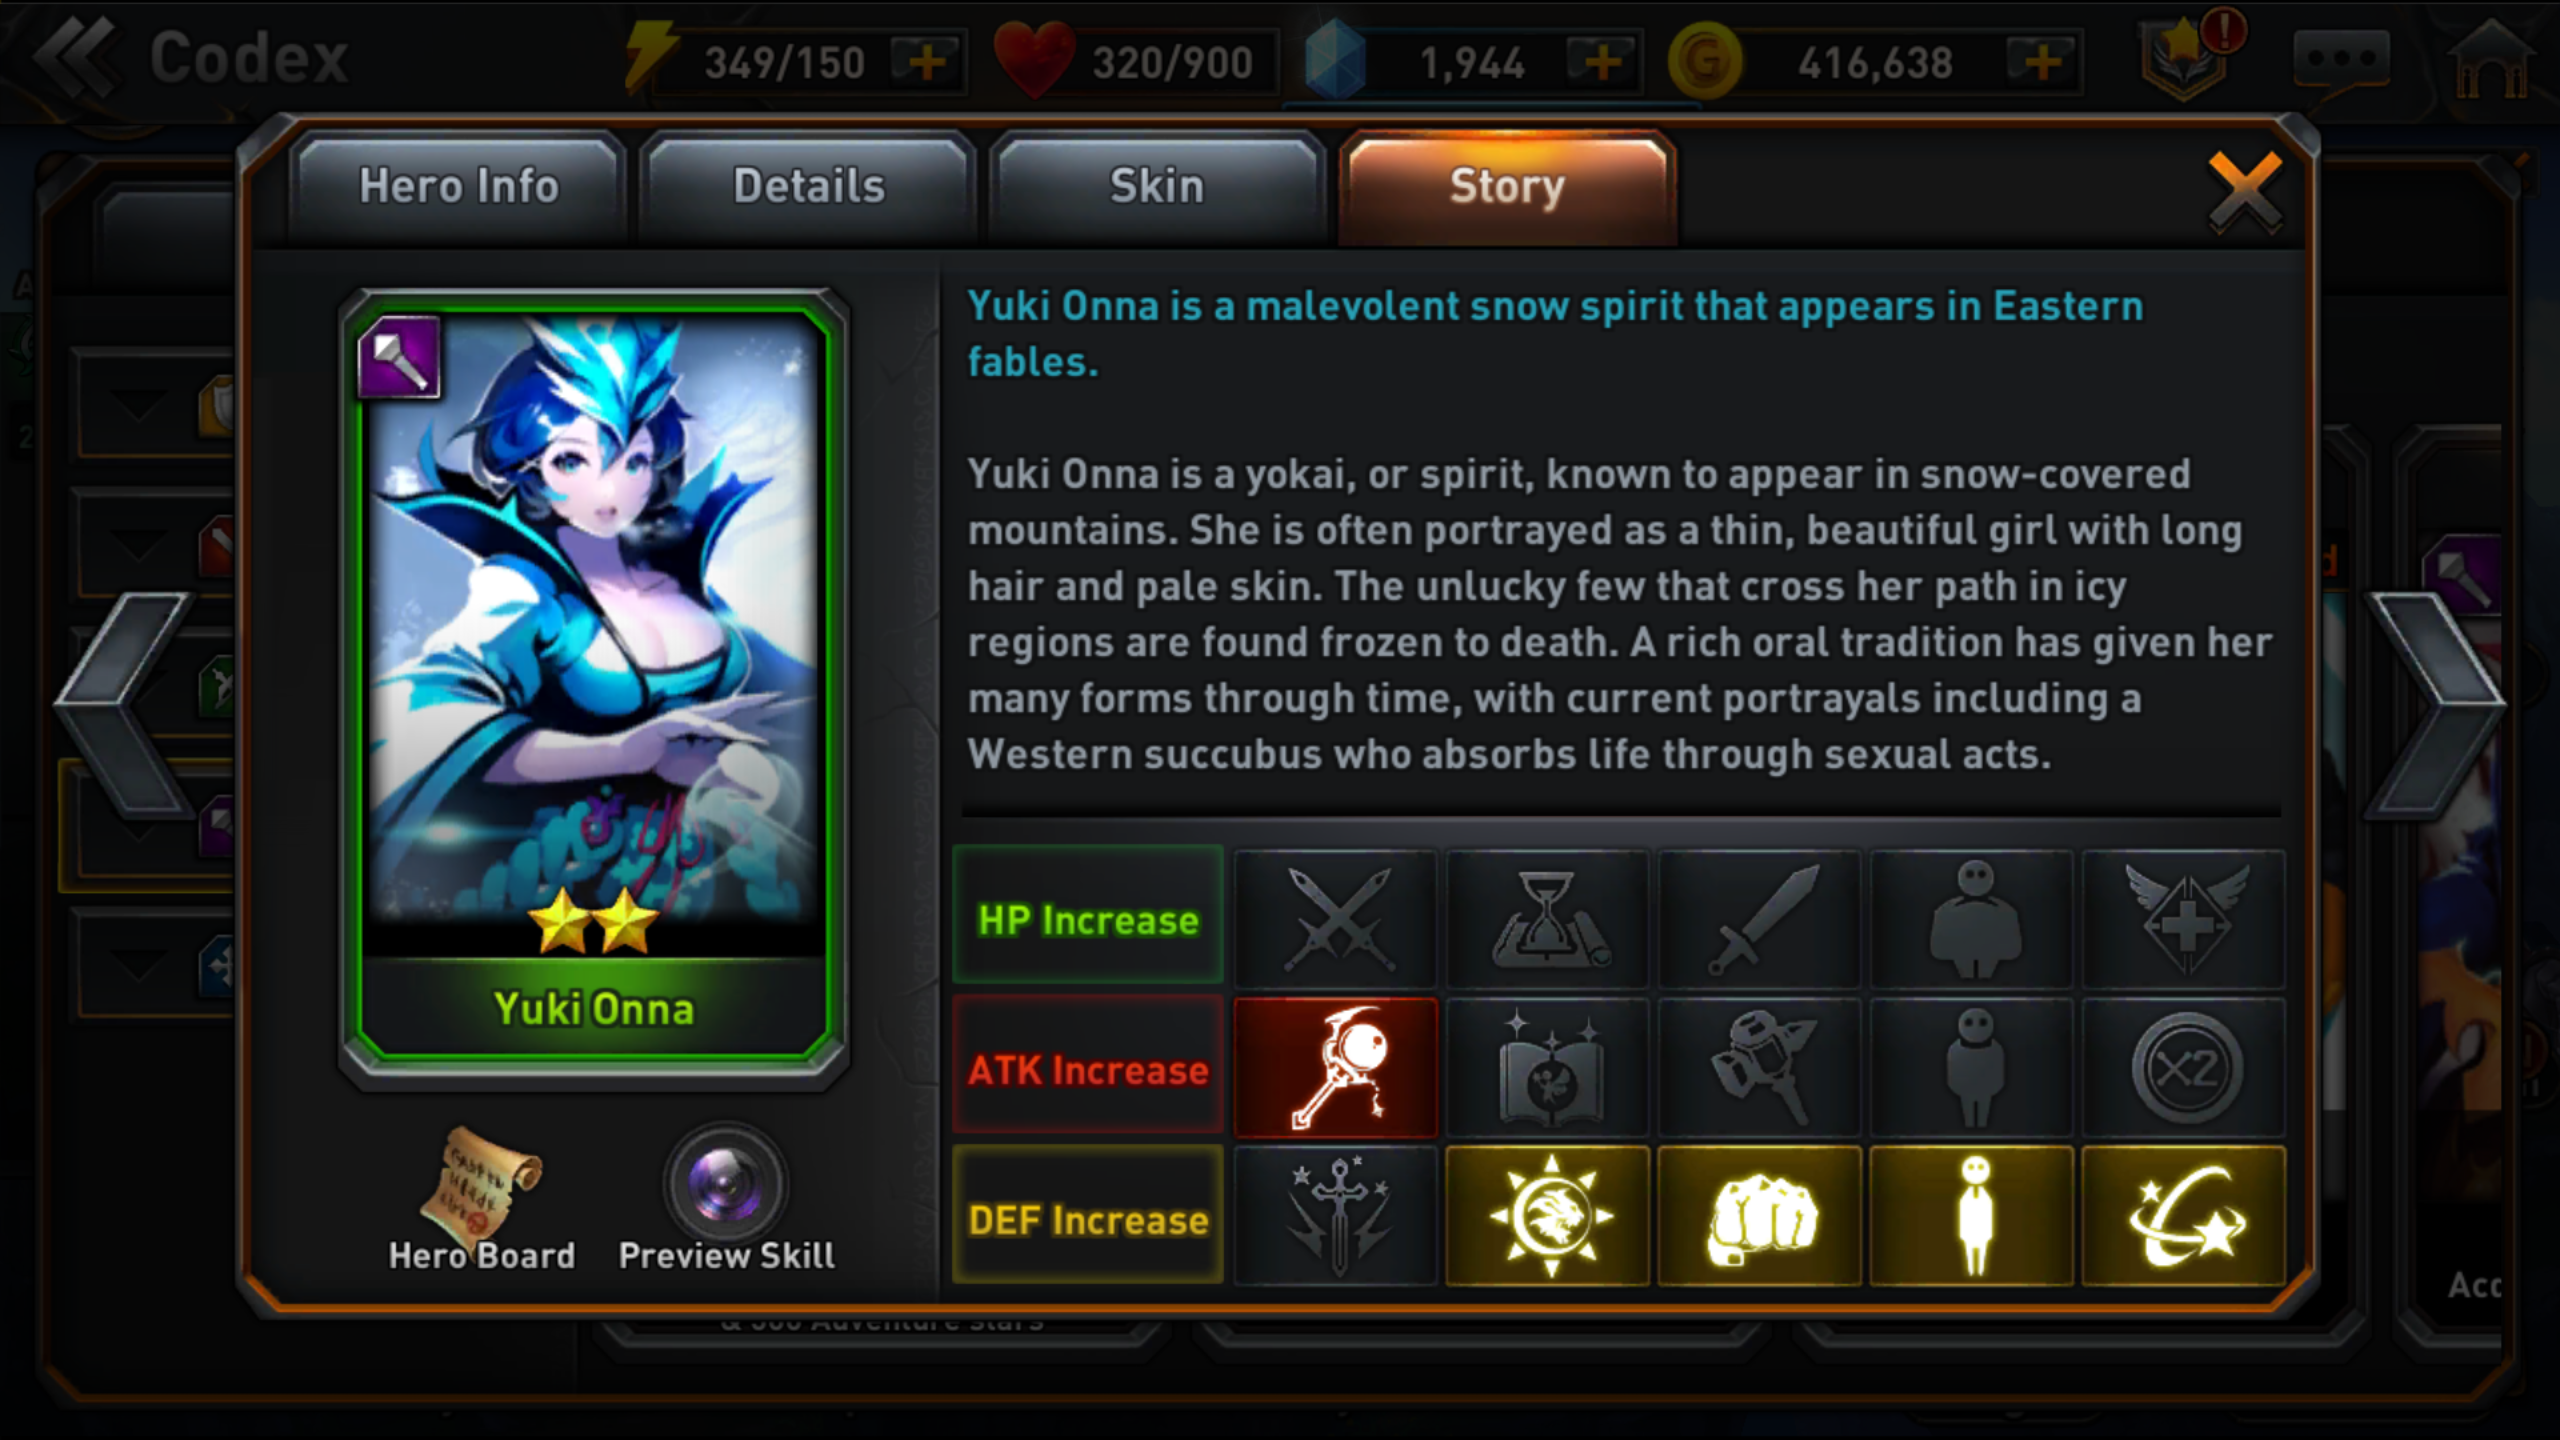 Codex
349/150
320/900
1,944
416,638
Hero Info
Details
Skin
Story
Yuki Onna is a malevolent snow spirit that appears in Eastern
fables.
Yuki Onna is a yokai, or spirit, known to appear in snow-covered
mountains. She is often portrayed as a thin, beautiful girl with long
hair and pale skin. The unlucky few that cross her path in icy
regions are found frozen to death. A rich oral tradition has given her
many forms through time, with current portrayals including a
Western succubus who absorbs life through sexual acts.
Yuki Onna
Hero Board
Preview Skill
HP Increase
ATK Increase
X2
DEF Increase
Acc